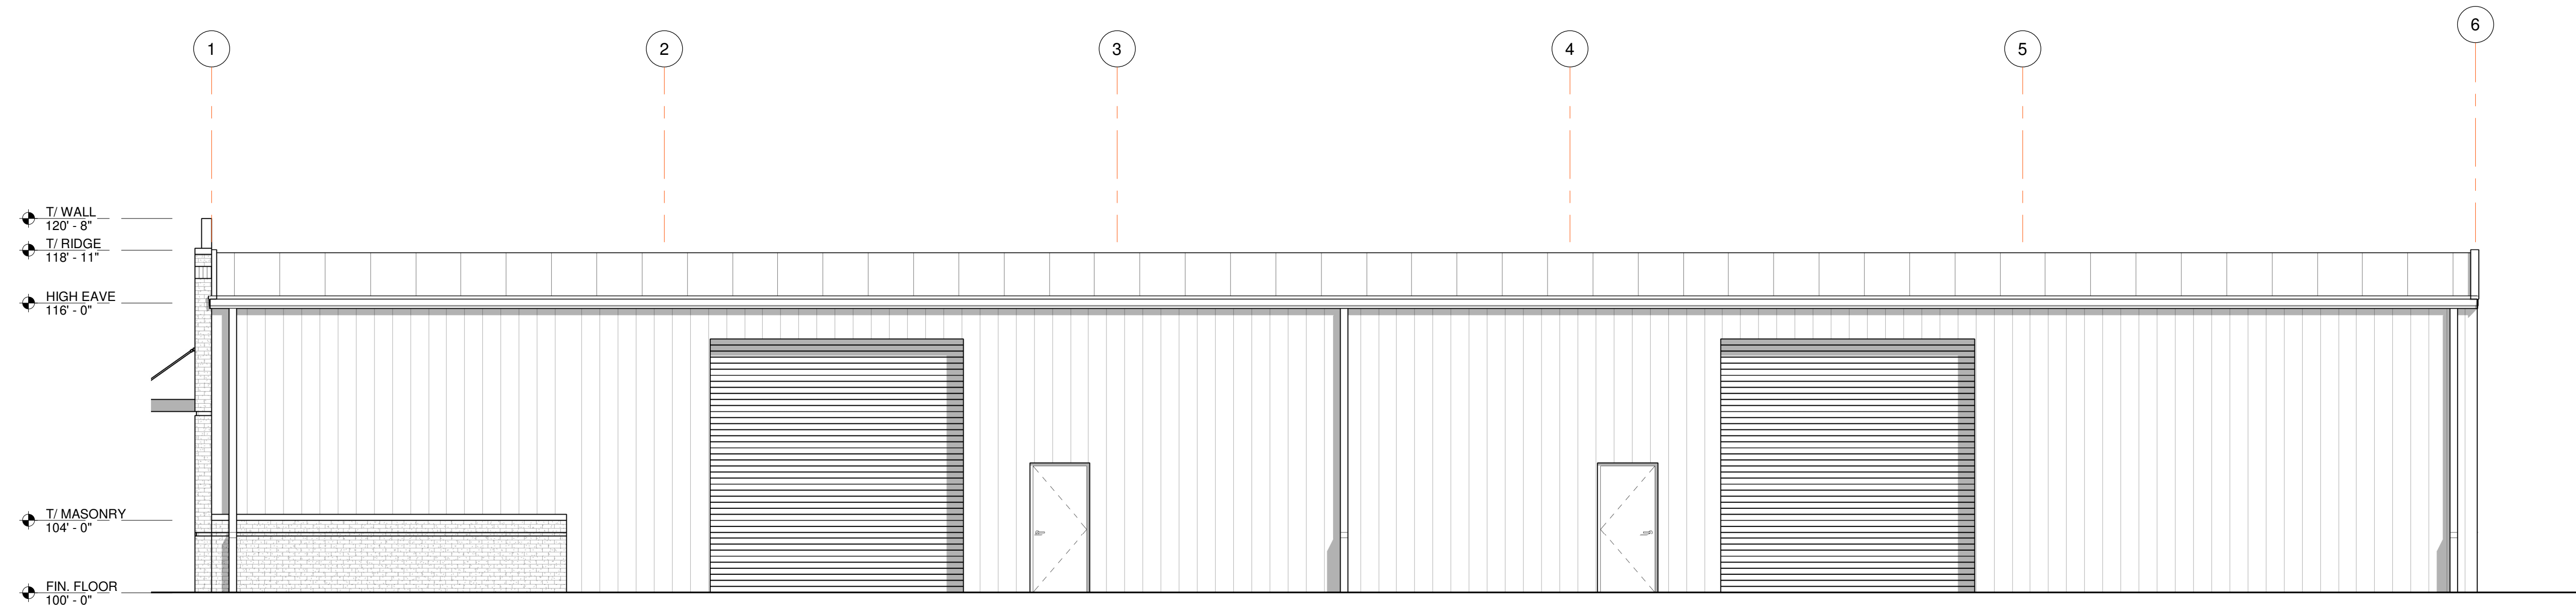 1
2
3
4
5
6
T/ WALL
120' - 8"
T/ RIDGE
118' - 11"
HIGH EAVE
116' - 0"
T/ MASONRY
104' - 0"
FIN. FLOOR
100' - 0"